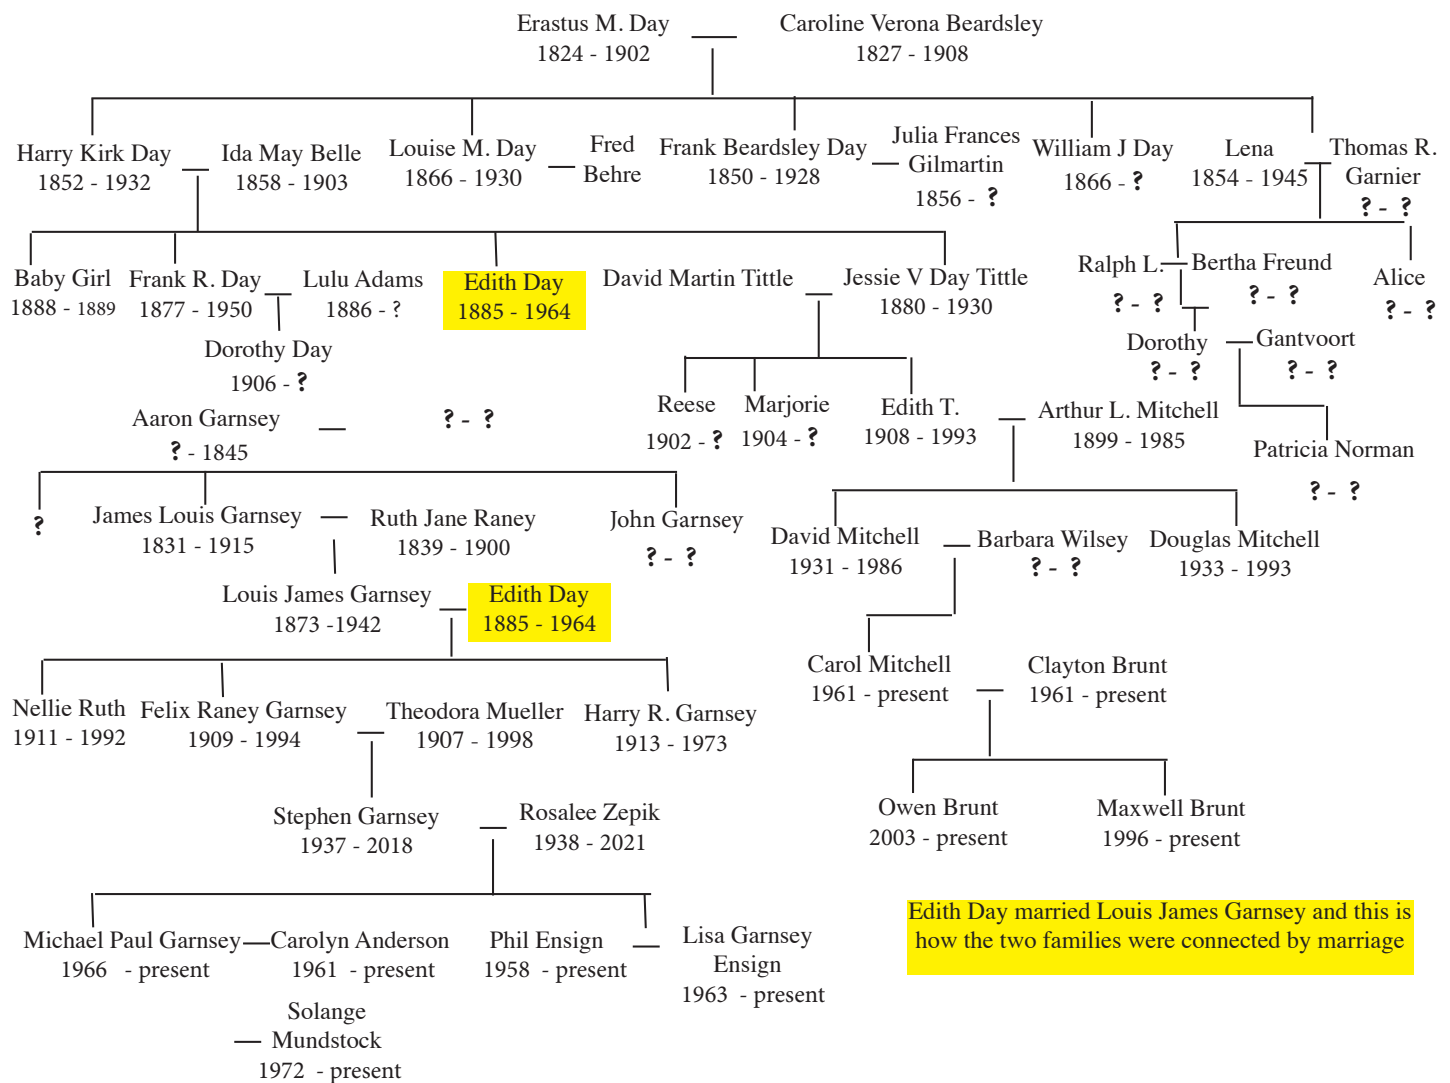 Erastus M. Day
1824 - 1902
Caroline Verona Beardsley
1827 - 1908
Harry Kirk Day
1852 - 1932
Ida May Belle
1858 - 1903
Louise M. Day
1866 - 1930
Fred
Behre
Frank Beardsley Day
1850 - 1928
Julia Frances
Gilmartin
1856 - ?
William J Day
1866 - ?
Lena
1854 - 1945
Thomas R.
Garnier
? - ?
Baby Girl
1888 - 1889
Frank R. Day
1877 - 1950
Lulu Adams
1886 - ?
Edith Day
1885 - 1964
David Martin Tittle
Jessie V Day Tittle
1880 - 1930
Ralph L.
? - ?
Bertha Freund
? - ?
Alice
? - ?
Dorothy Day
1906 - ?
Dorothy
? - ?
Gantvoort
? - ?
Reese
1902 - ?
Marjorie
1904 - ?
Edith T.
1908 - 1993
Arthur L. Mitchell
1899 - 1985
Patricia Norman
? - ?
Aaron Garnsey
? - 1845
? - ?
?
James Louis Garnsey
1831 - 1915
Ruth Jane Raney
1839 - 1900
John Garnsey
? - ?
David Mitchell
1931 - 1986
Barbara Wilsey
? - ?
Douglas Mitchell
1933 - 1993
Louis James Garnsey
1873 -1942
Edith Day
1885 - 1964
Carol Mitchell
1961 - present
Clayton Brunt
1961 - present
Nellie Ruth
1911 - 1992
Felix Raney Garnsey
1909 - 1994
Theodora Mueller
1907 - 1998
Harry R. Garnsey
1913 - 1973
Stephen Garnsey
1937 - 2018
Rosalee Zepik
1938 - 2021
Owen Brunt
2003 - present
Maxwell Brunt
1996 - present
Michael Paul Garnsey
1966 - present
Carolyn Anderson
1961 - present
Phil Ensign
1958 - present
Lisa Garnsey
Ensign
1963 - present
Solange
Mundstock
1972 - present
Edith Day married Louis James Garnsey and this is
how the two families were connected by marriage